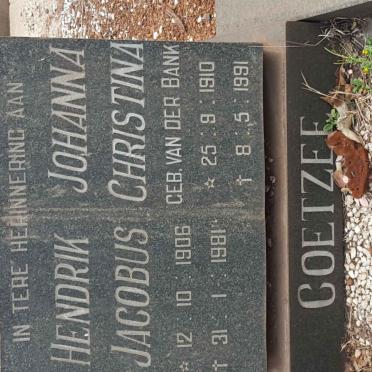 IN TERE HERINNERING AAN
HENDRIK JACOBUS
☆ 12 · 10 · 1906
† 31 · 1 · 1981
JOHANNA CHRISTINA
GEB. VAN DER BANK
☆ 25 · 9 · 1910
† 8 · 5 · 1991
COETZEE